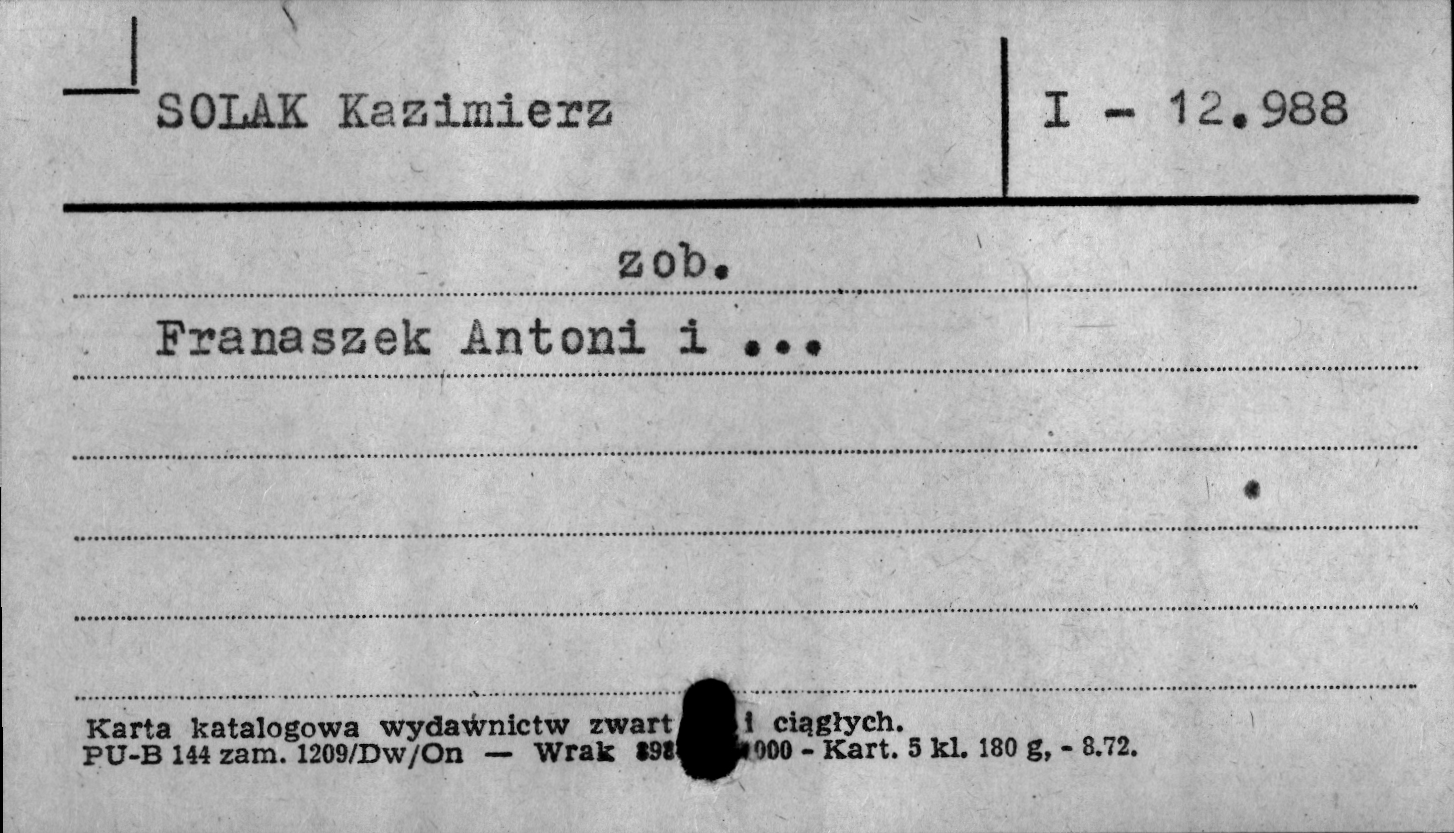 SOLAK Kazimierz
I - 12.988
zob.
Franaszek Antoni i ...
Karta katalogowa wydawnictw zwart i ciągłych.
PU-B 144 zam. 1209/Dw/On — Wrak 000 - Kart. 5 kl. 180 g, - 8.72.